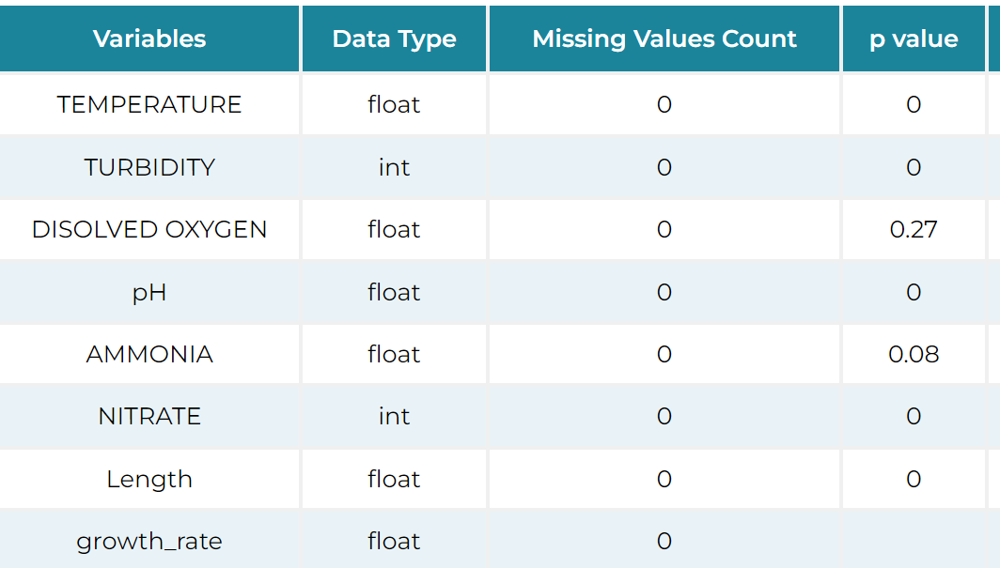 Variables Data Type Missing Values Count p value
TEMPERATURE float 0 0
TURBIDITY int 0 0
DISOLVED OXYGEN float 0 0.27
pH float 0 0
AMMONIA float 0 0.08
NITRATE int 0 0
Length float 0 0
growth_rate float 0